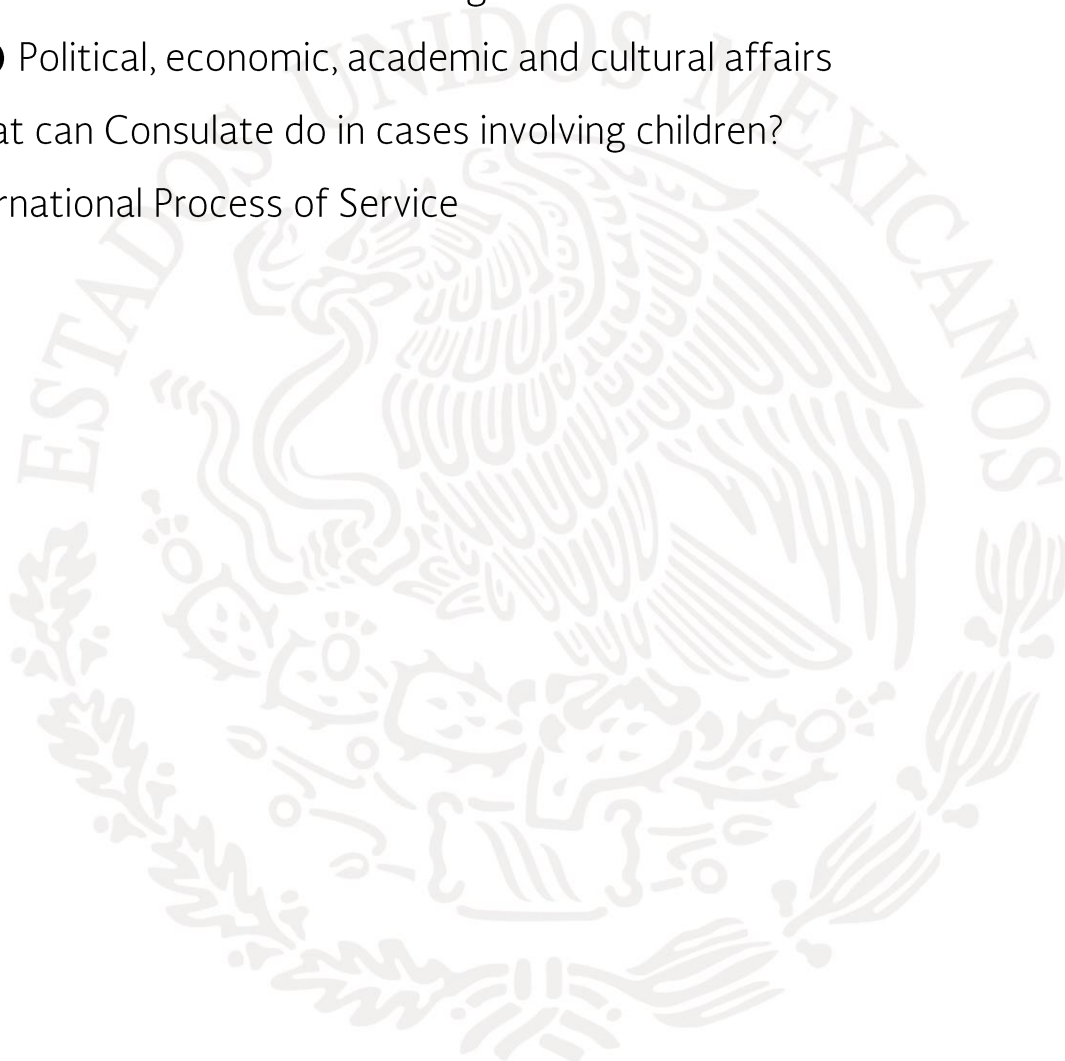 ) Political, economic, academic and cultural affairs
at can Consulate do in cases involving children?
rnational Process of Service
ESTADOS UNIDOS MEXICANOS